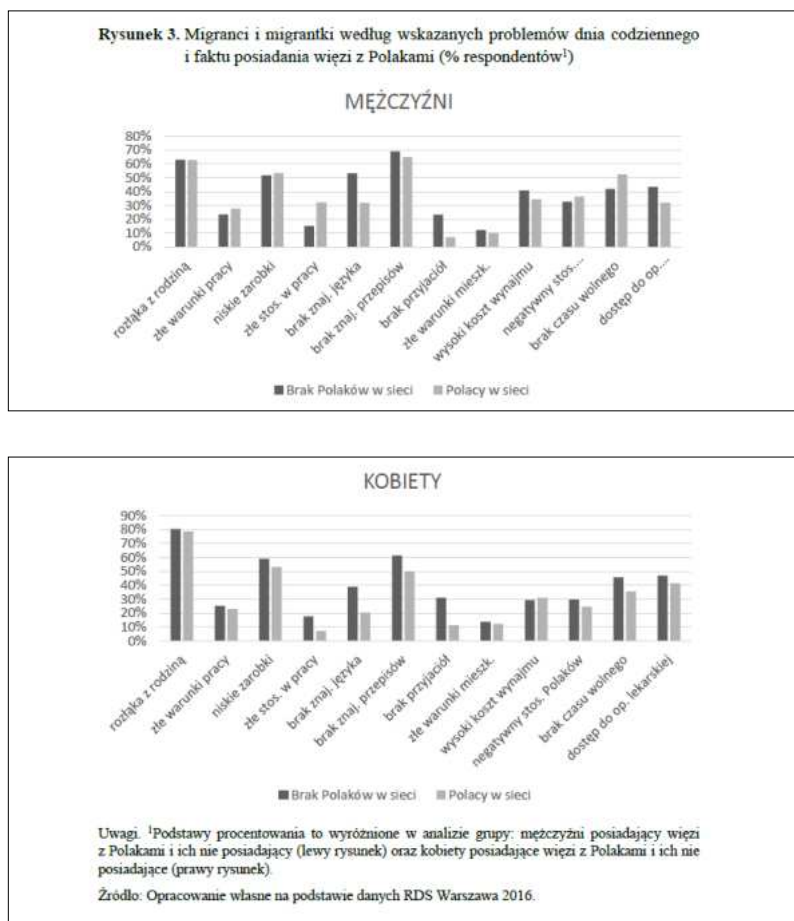 Rysunek 3. Migranci i migrantki według wskazanych problemów dnia codziennego
i faktu posiadania więzi z Polakami (% respondentów¹)
MĘŻCZYŹNI
80%
70%
60%
50%
40%
30%
20%
10%
0%
rozłąka z rodziną
złe warunki pracy
niskie zarobki
złe stos. w pracy
brak znaj. języka
brak znaj. przepisów
brak przyjaciół
złe warunki mieszk.
wysoki koszt wynajmu
negatywny stos....
brak czasu wolnego
dostęp do op....
Brak Polaków w sieci Polacy w sieci
KOBIETY
90%
80%
70%
60%
50%
40%
30%
20%
10%
0%
rozłąka z rodziną
złe warunki pracy
niskie zarobki
złe stos. w pracy
brak znaj. języka
brak znaj. przepisów
brak przyjaciół
złe warunki mieszk.
wysoki koszt wynajmu
negatywny stos. Polaków
brak czasu wolnego
dostęp do op. lekarskiej
Brak Polaków w sieci Polacy w sieci
Uwagi. ¹Podstawy procentowania to wyróżnione w analizie grupy: mężczyźni posiadający więzi
z Polakami i ich nie posiadający (lewy rysunek) oraz kobiety posiadające więzi z Polakami i ich nie
posiadające (prawy rysunek).
Źródło: Opracowanie własne na podstawie danych RDS Warszawa 2016.